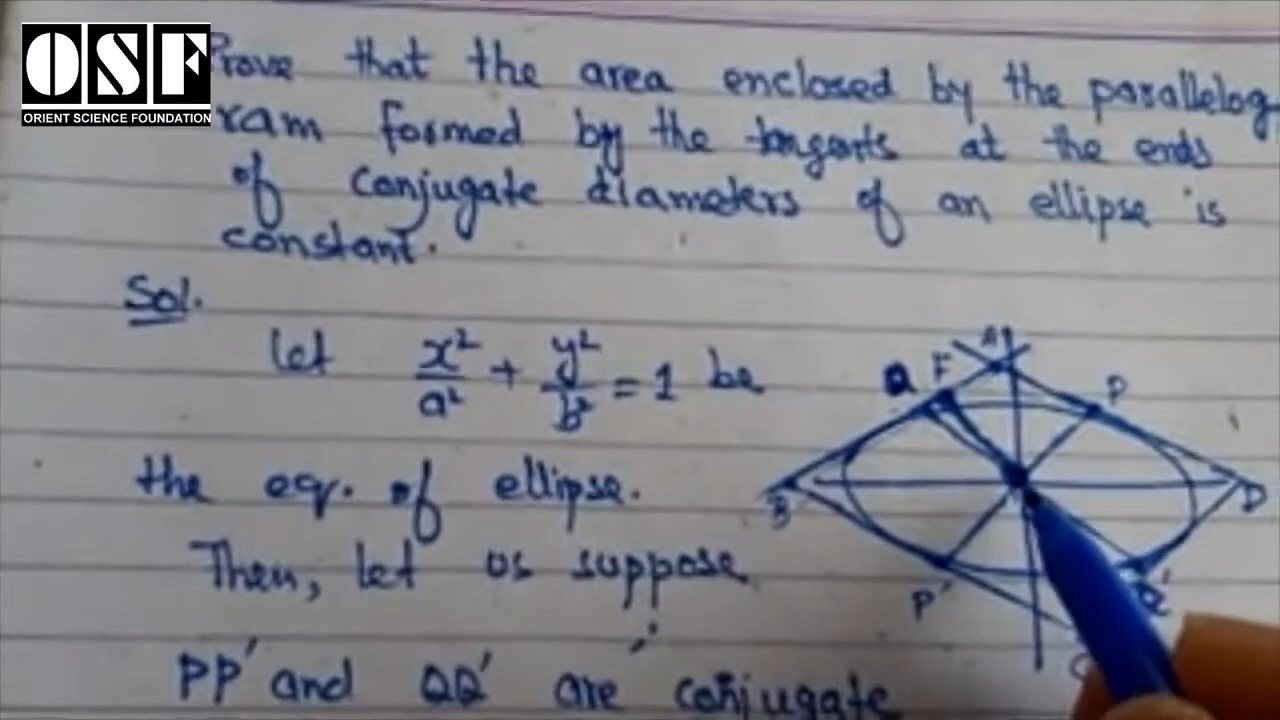 OSF
ORIENT SCIENCE FOUNDATION
Prove that the area enclosed by the parallelog
ram formed by the tangents at the ends
of conjugate diameters of an ellipse is
constant.
Sol.
Let x²/a² + y²/b² = 1 be
the eq. of ellipse.
Then, let us suppose
PP' and QQ' are conjugate
A
Q F
P
B
D
P'
Q'
C